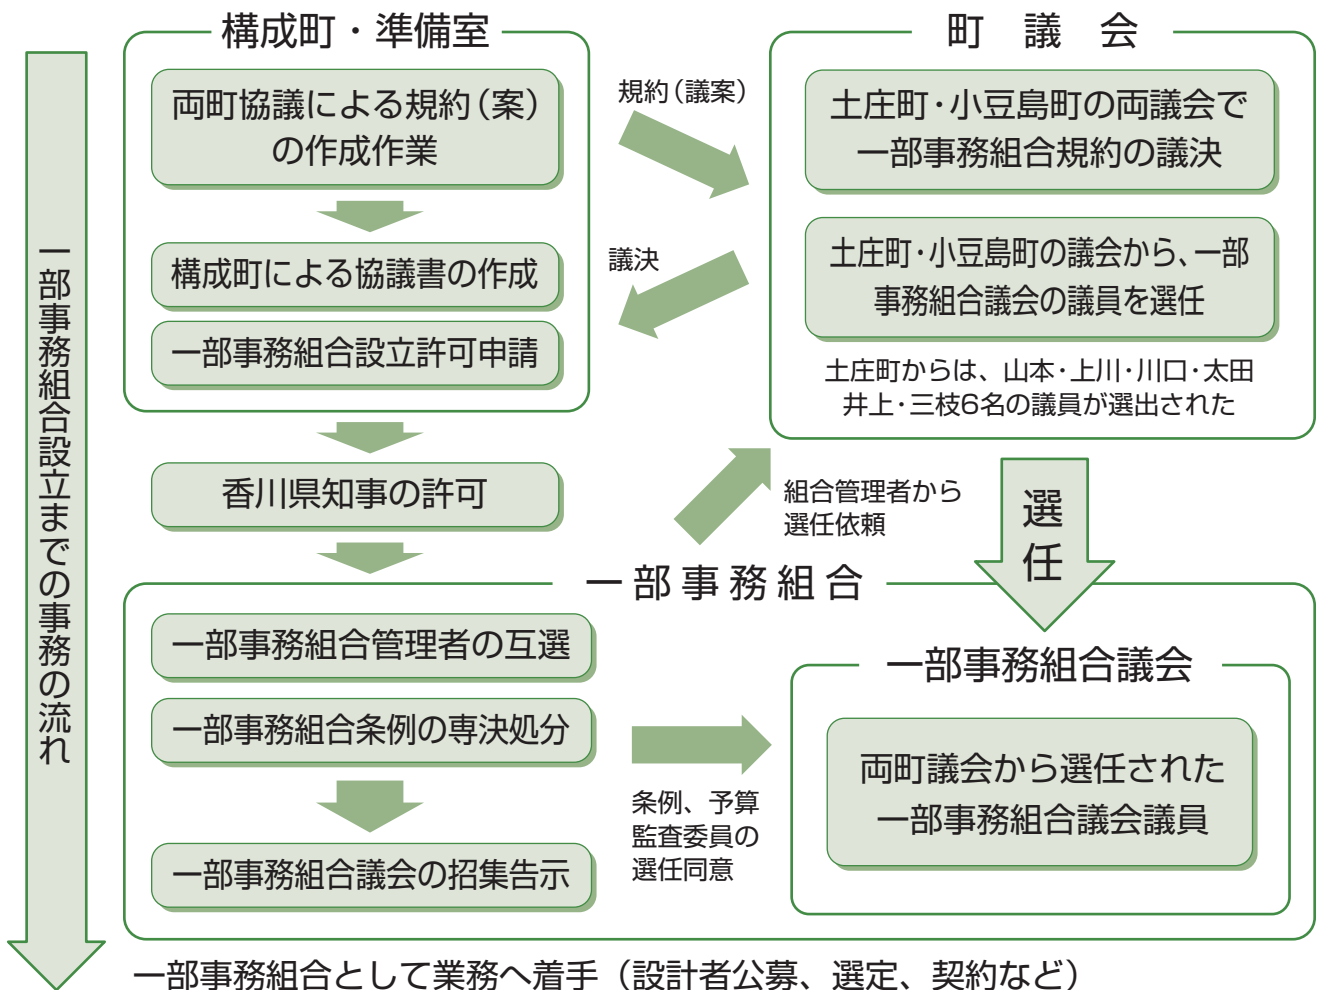 一部事務組合設立までの事務の流れ
構成町・準備室
両町協議による規約(案)
の作成作業
構成町による協議書の作成
一部事務組合設立許可申請
規約(議案)
議決
町議会
土庄町・小豆島町の両議会で
一部事務組合規約の議決
土庄町・小豆島町の議会から、一部
事務組合議会の議員を選任
土庄町からは、山本・上川・川口・太田
井上・三枝6名の議員が選出された
香川県知事の許可
組合管理者から
選任依頼
選任
一部事務組合
一部事務組合管理者の互選
一部事務組合条例の専決処分
一部事務組合議会の招集告示
条例、予算
監査委員の
選任同意
一部事務組合議会
両町議会から選任された
一部事務組合議会議員
一部事務組合として業務へ着手(設計者公募、選定、契約など)